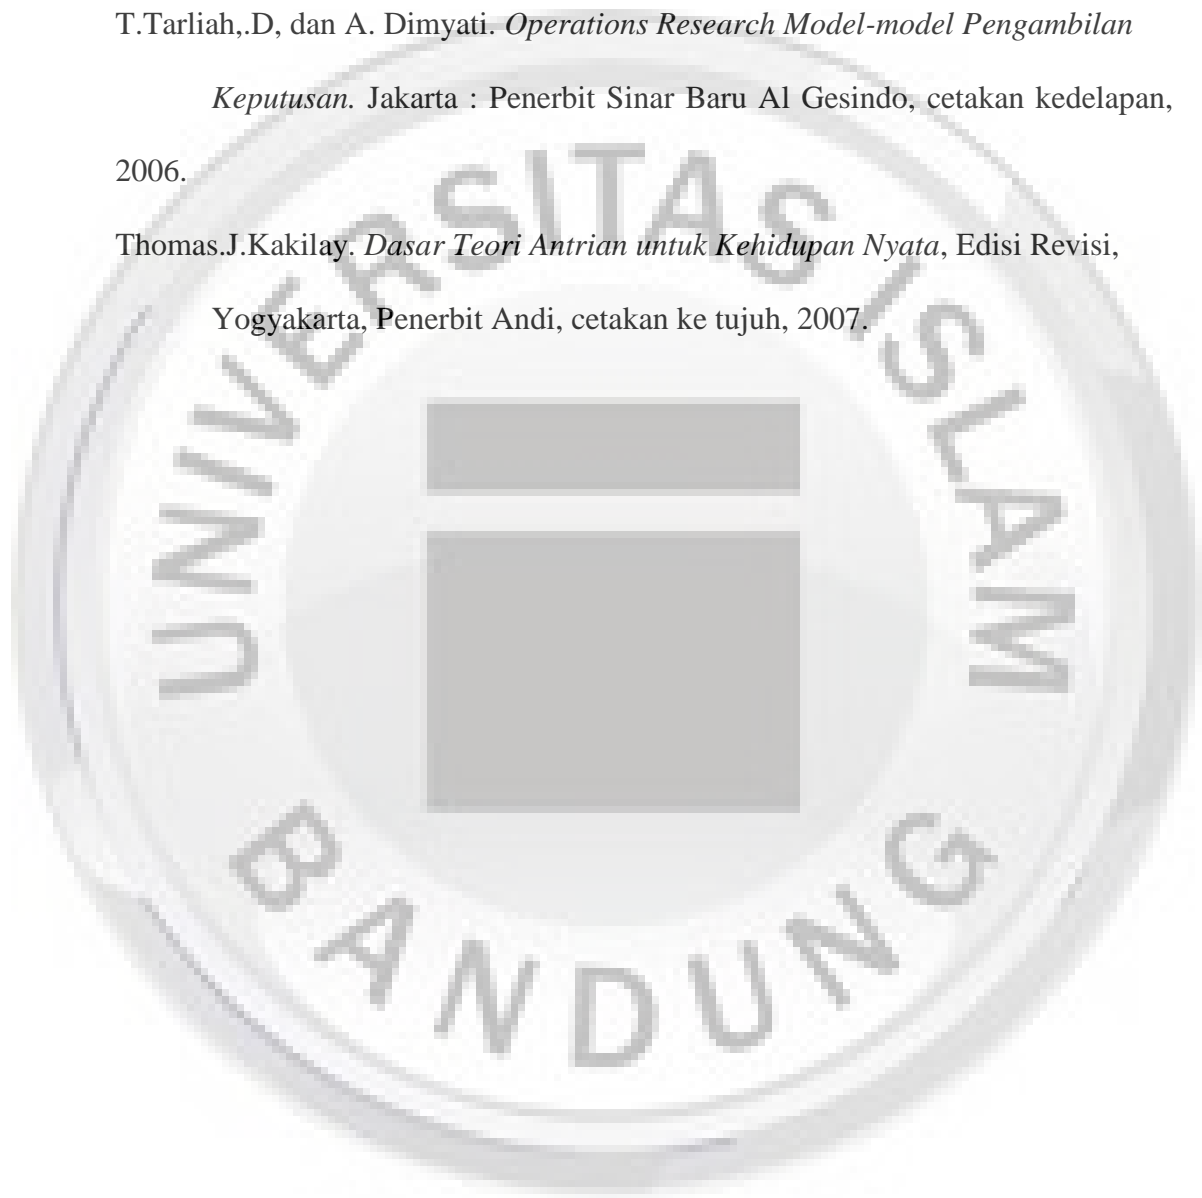 T.Tarliah,.D, dan A. Dimyati. Operations Research Model-model Pengambilan
Keputusan. Jakarta : Penerbit Sinar Baru Al Gesindo, cetakan kedelapan,
2006.
Thomas.J.Kakilay. Dasar Teori Antrian untuk Kehidupan Nyata, Edisi Revisi,
Yogyakarta, Penerbit Andi, cetakan ke tujuh, 2007.
UNIVERSITAS ISLAM
BANDUNG